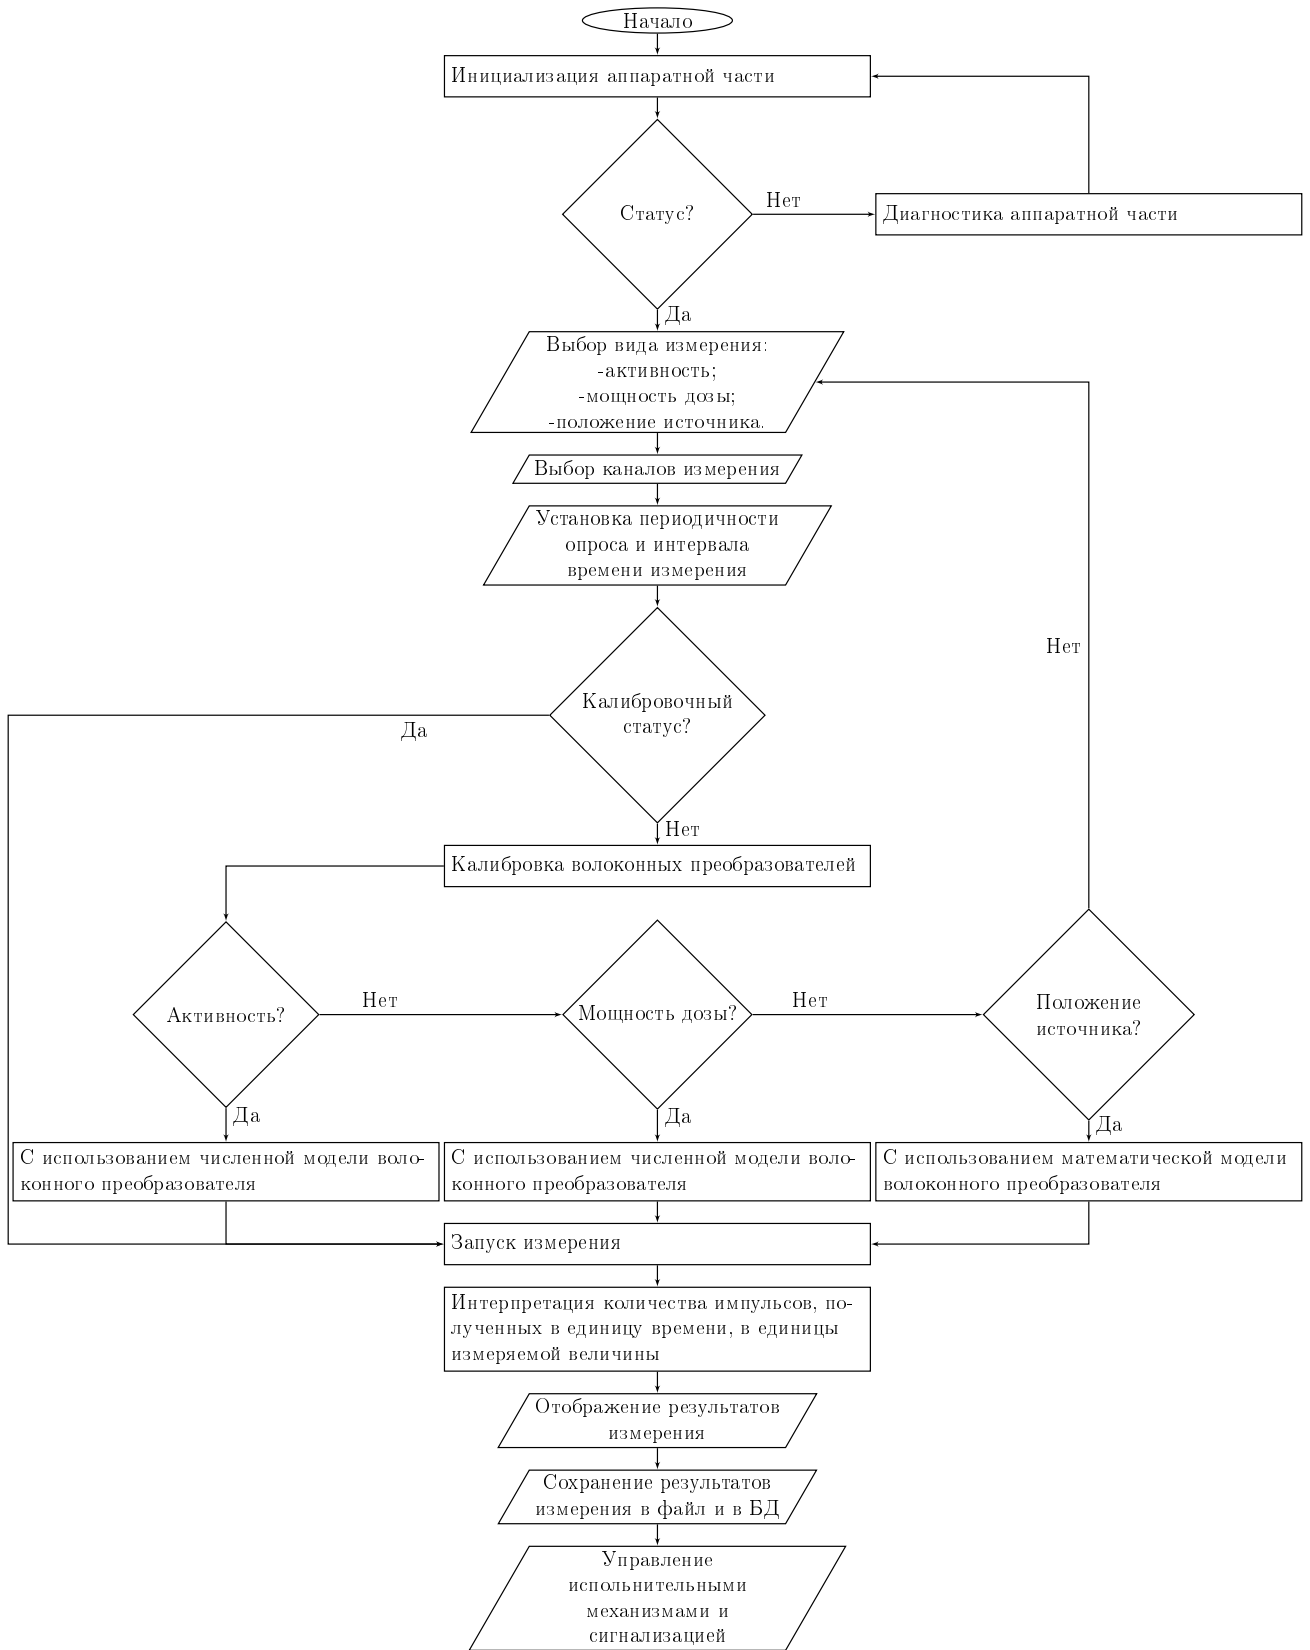 Начало
Инициализация аппаратной части
Статус?
Нет
Диагностика аппаратной части
Да
Выбор вида измерения:
-активность;
-мощность дозы;
-положение источника.
Выбор каналов измерения
Установка периодичности
опроса и интервала
времени измерения
Нет
Калибровочный
статус?
Да
Нет
Калибровка волоконных преобразователей
Активность?
Нет
Мощность дозы?
Нет
Положение
источника?
Да
Да
Да
С использованием численной модели воло-
конного преобразователя
С использованием численной модели воло-
конного преобразователя
С использованием математической модели
волоконного преобразователя
Запуск измерения
Интерпретация количества импульсов, по-
лученных в единицу времени, в единицы
измеряемой величины
Отображение результатов
измерения
Сохранение результатов
измерения в файл и в БД
Управление
испольнительными
механизмами и
сигнализацией